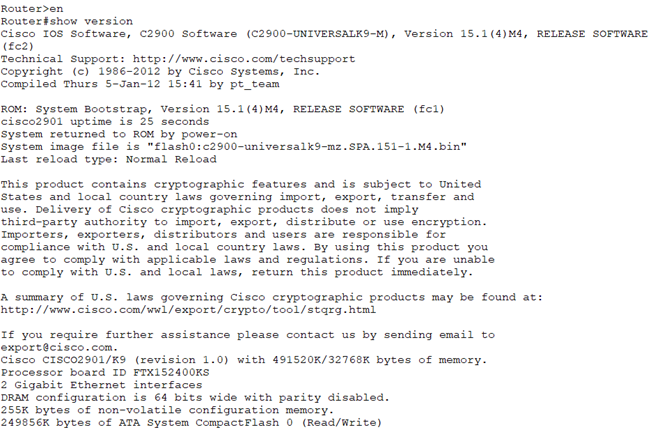 Router>en
Router#show version
Cisco IOS Software, C2900 Software (C2900-UNIVERSALK9-M), Version 15.1(4)M4, RELEASE SOFTWARE
(fc2)
Technical Support: http://www.cisco.com/techsupport
Copyright (c) 1986-2012 by Cisco Systems, Inc.
Compiled Thurs 5-Jan-12 15:41 by pt_team

ROM: System Bootstrap, Version 15.1(4)M4, RELEASE SOFTWARE (fc1)
cisco2901 uptime is 25 seconds
System returned to ROM by power-on
System image file is "flash0:c2900-universalk9-mz.SPA.151-1.M4.bin"
Last reload type: Normal Reload

This product contains cryptographic features and is subject to United
States and local country laws governing import, export, transfer and
use. Delivery of Cisco cryptographic products does not imply
third-party authority to import, export, distribute or use encryption.
Importers, exporters, distributors and users are responsible for
compliance with U.S. and local country laws. By using this product you
agree to comply with applicable laws and regulations. If you are unable
to comply with U.S. and local laws, return this product immediately.

A summary of U.S. laws governing Cisco cryptographic products may be found at:
http://www.cisco.com/wwl/export/crypto/tool/stqrg.html

If you require further assistance please contact us by sending email to
export@cisco.com.
Cisco CISCO2901/K9 (revision 1.0) with 491520K/32768K bytes of memory.
Processor board ID FTX152400KS
2 Gigabit Ethernet interfaces
DRAM configuration is 64 bits wide with parity disabled.
255K bytes of non-volatile configuration memory.
249856K bytes of ATA System CompactFlash 0 (Read/Write)